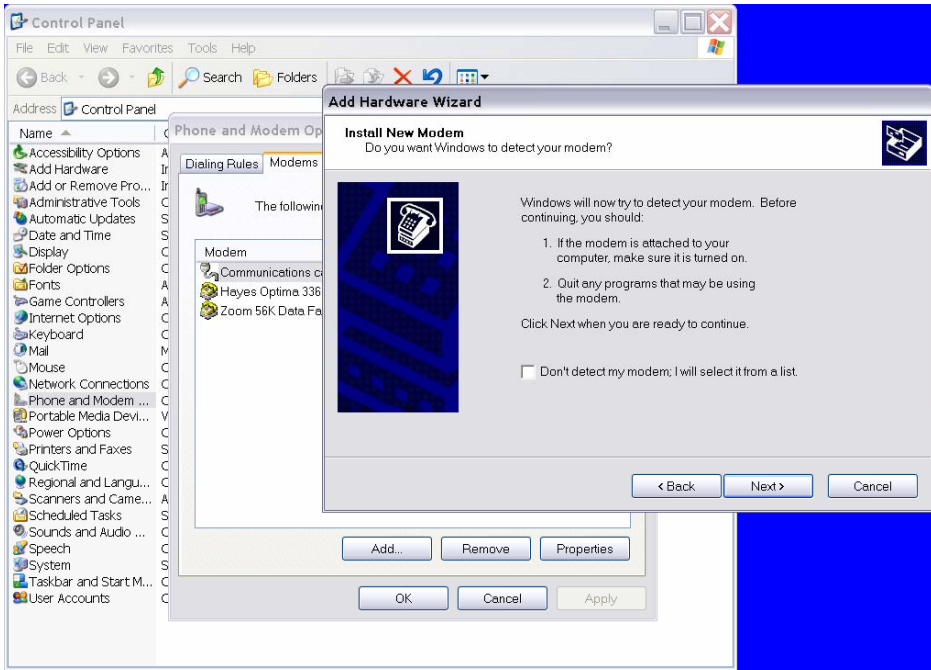 Control Panel
File Edit View Favorites Tools Help
Back Search Folders
Address Control Panel
Name
Accessibility Options
Add Hardware
Add or Remove Pro...
Administrative Tools
Automatic Updates
Date and Time
Display
Folder Options
Fonts
Game Controllers
Internet Options
Keyboard
Mail
Mouse
Network Connections
Phone and Modem ...
Portable Media Devi...
Power Options
Printers and Faxes
QuickTime
Regional and Langu...
Scanners and Came...
Scheduled Tasks
Sounds and Audio ...
Speech
System
Taskbar and Start M...
User Accounts
Phone and Modem Op
Dialing Rules Modems
The followin
Modem
Communications ca
Hayes Optima 336
Zoom 56K Data Fa
Add... Remove Properties
OK Cancel Apply
Add Hardware Wizard
Install New Modem
Do you want Windows to detect your modem?
Windows will now try to detect your modem. Before
continuing, you should:
1. If the modem is attached to your
computer, make sure it is turned on.
2. Quit any programs that may be using
the modem.
Click Next when you are ready to continue.
Don't detect my modem; I will select it from a list.
< Back Next > Cancel